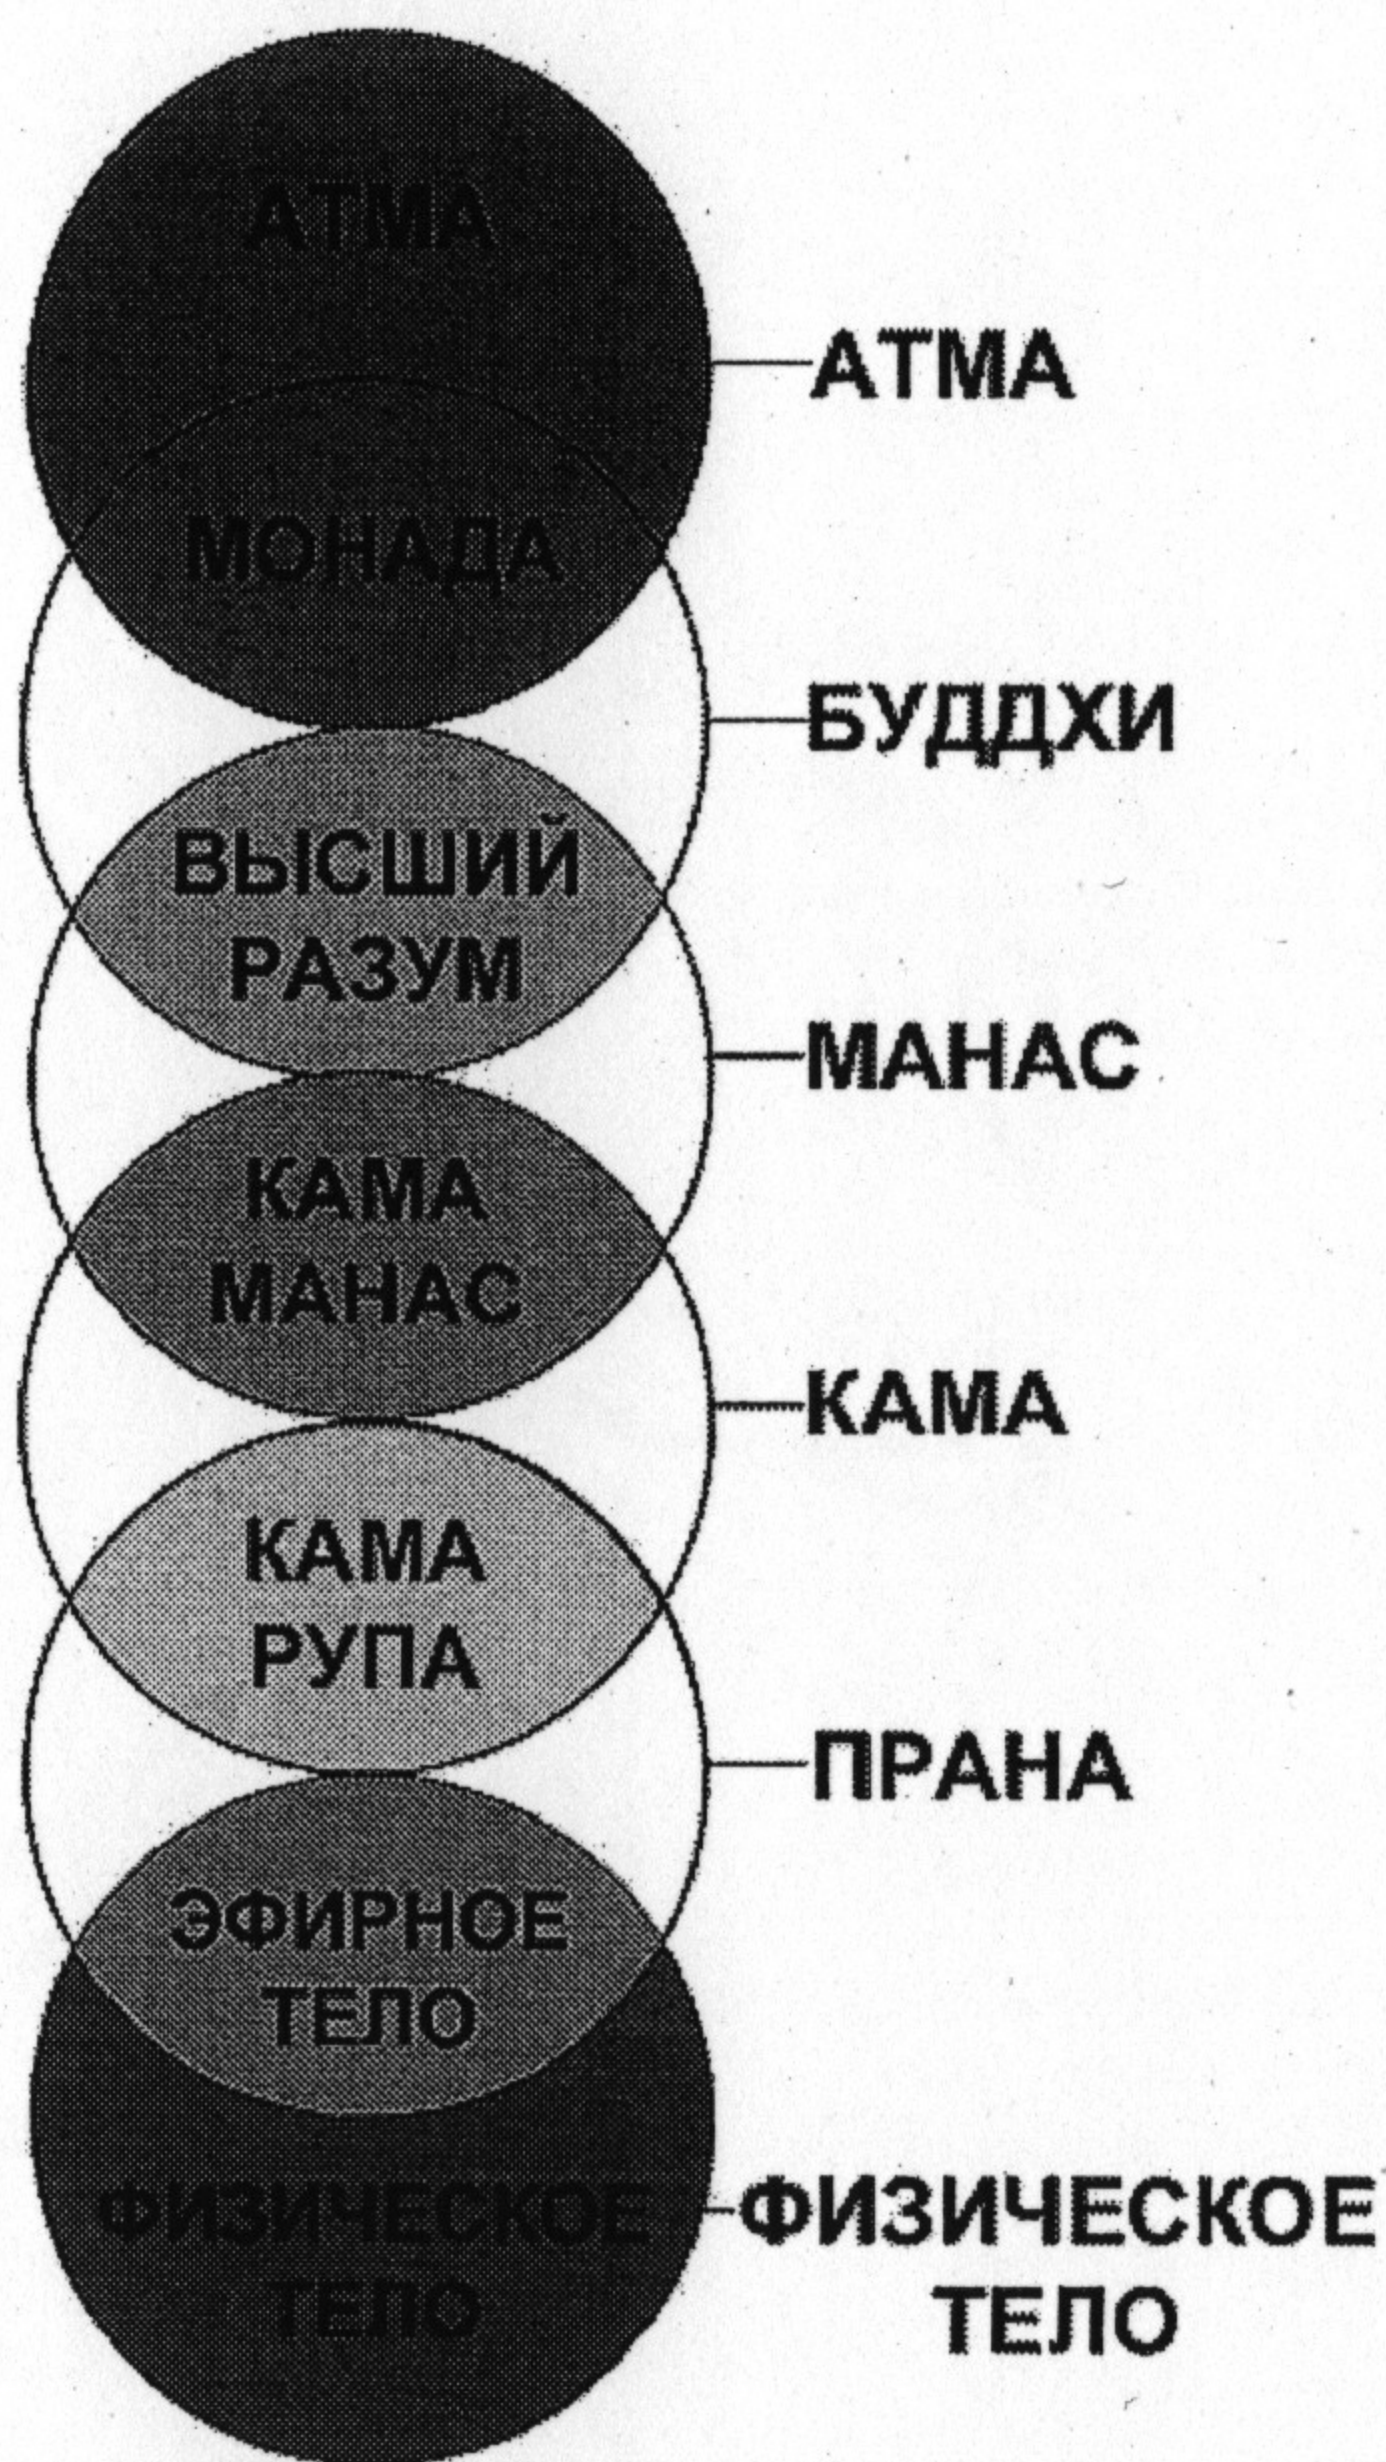 АТМА
АТМА
МОНАДА
БУДДХИ
ВЫСШИЙ
РАЗУМ
МАНАС
КАМА
МАНАС
КАМА
КАМА
РУПА
ПРАНА
ЭФИРНОЕ
ТЕЛО
ФИЗИЧЕСКОЕ
ТЕЛО
ФИЗИЧЕСКОЕ
ТЕЛО